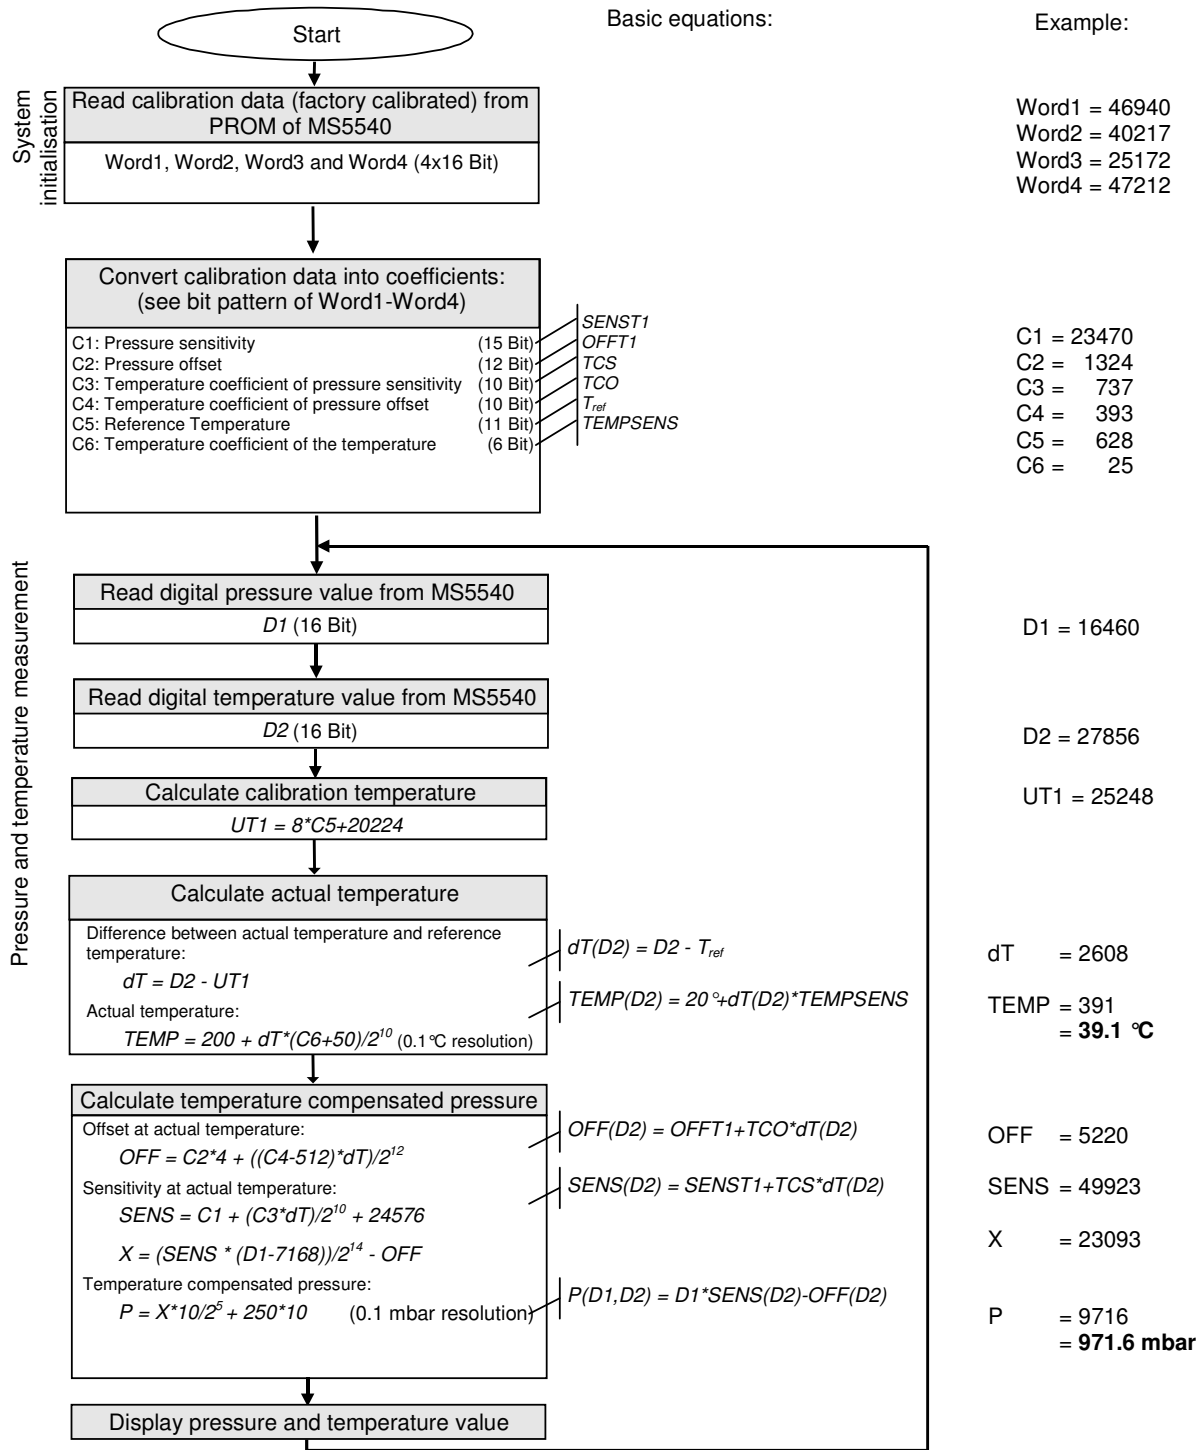 Start
Basic equations:
Example:
System
initialisation
Read calibration data (factory calibrated) from
PROM of MS5540
Word1, Word2, Word3 and Word4 (4x16 Bit)
Word1 = 46940
Word2 = 40217
Word3 = 25172
Word4 = 47212
Convert calibration data into coefficients:
(see bit pattern of Word1-Word4)
C1: Pressure sensitivity (15 Bit) SENST1
C2: Pressure offset (12 Bit) OFFT1
C3: Temperature coefficient of pressure sensitivity (10 Bit) TCS
C4: Temperature coefficient of pressure offset (10 Bit) TCO
C5: Reference Temperature (11 Bit) Tref
C6: Temperature coefficient of the temperature (6 Bit) TEMPSENS
C1 = 23470
C2 = 1324
C3 = 737
C4 = 393
C5 = 628
C6 = 25
Pressure and temperature measurement
Read digital pressure value from MS5540
D1 (16 Bit)
D1 = 16460
Read digital temperature value from MS5540
D2 (16 Bit)
D2 = 27856
Calculate calibration temperature
UT1 = 8*C5+20224
UT1 = 25248
Calculate actual temperature
Difference between actual temperature and reference
temperature:
dT = D2 - UT1
dT(D2) = D2 - Tref
dT = 2608
Actual temperature:
TEMP = 200 + dT*(C6+50)/2^10 (0.1°C resolution)
TEMP(D2) = 20°+dT(D2)*TEMPSENS
TEMP = 391
= 39.1 °C
Calculate temperature compensated pressure
Offset at actual temperature:
OFF = C2*4 + ((C4-512)*dT)/2^12
OFF(D2) = OFFT1+TCO*dT(D2)
OFF = 5220
Sensitivity at actual temperature:
SENS = C1 + (C3*dT)/2^10 + 24576
SENS(D2) = SENST1+TCS*dT(D2)
SENS = 49923
X = (SENS * (D1-7168))/2^14 - OFF
X = 23093
Temperature compensated pressure:
P = X*10/2^5 + 250*10 (0.1 mbar resolution)
P(D1,D2) = D1*SENS(D2)-OFF(D2)
P = 9716
= 971.6 mbar
Display pressure and temperature value